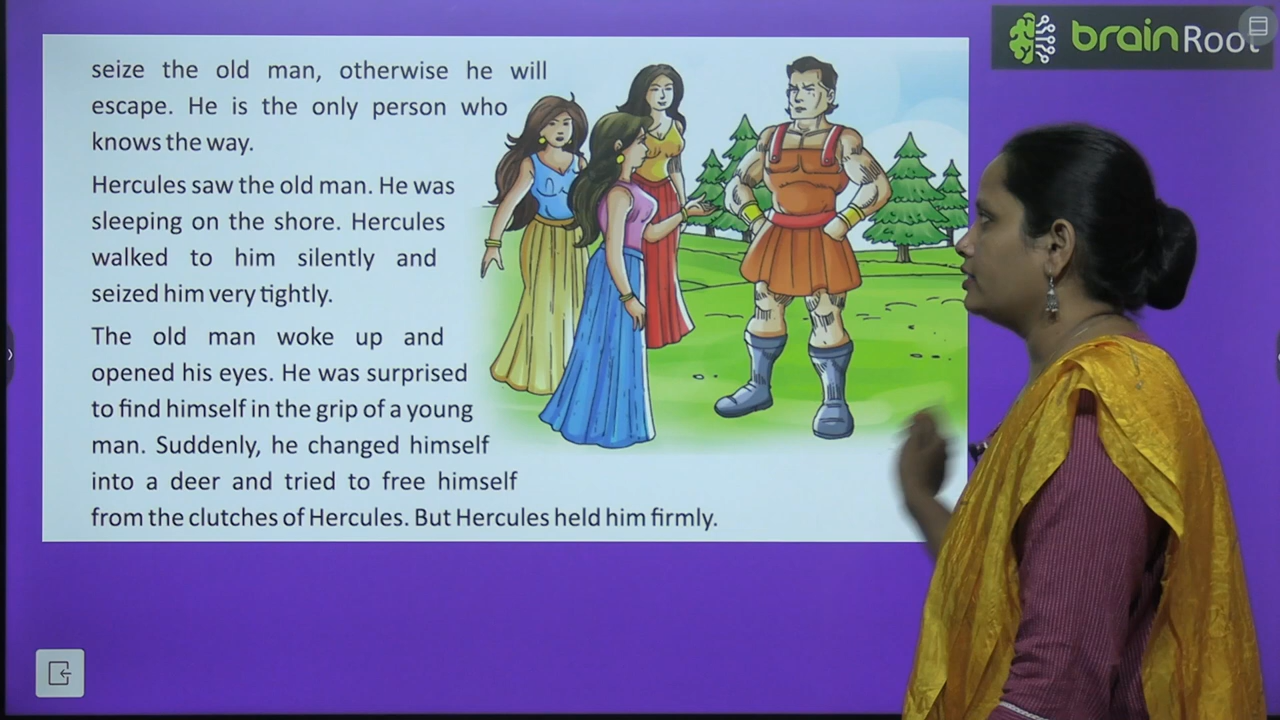 seize the old man, otherwise he will
escape. He is the only person who
knows the way.
Hercules saw the old man. He was
sleeping on the shore. Hercules
walked to him silently and
seized him very tightly.
The old man woke up and
opened his eyes. He was surprised
to find himself in the grip of a young
man. Suddenly, he changed himself
into a deer and tried to free himself
from the clutches of Hercules. But Hercules held him firmly.
brainRoot